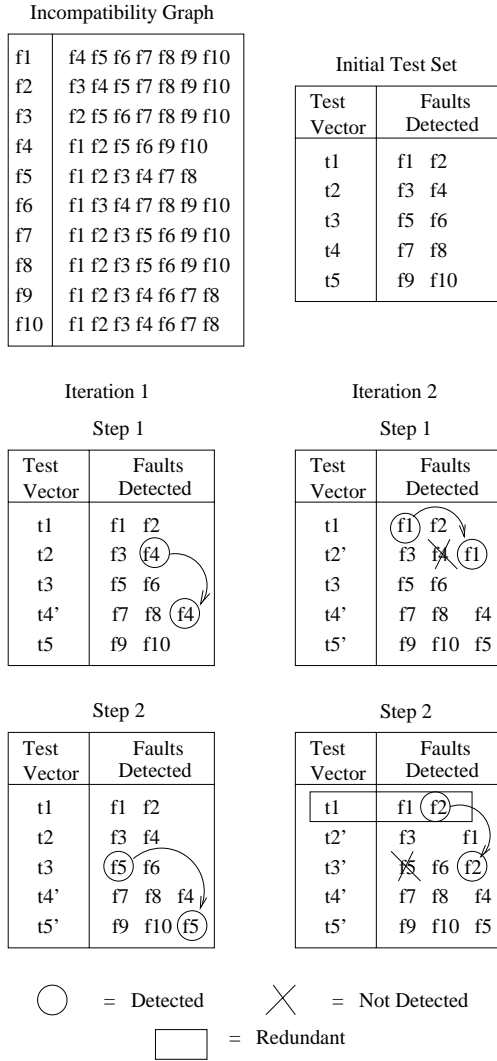 Incompatibility Graph
f1 f4 f5 f6 f7 f8 f9 f10
f2 f3 f4 f5 f7 f8 f9 f10
f3 f2 f5 f6 f7 f8 f9 f10
f4 f1 f2 f5 f6 f9 f10
f5 f1 f2 f3 f4 f7 f8
f6 f1 f3 f4 f7 f8 f9 f10
f7 f1 f2 f3 f5 f6 f9 f10
f8 f1 f2 f3 f5 f6 f9 f10
f9 f1 f2 f3 f4 f6 f7 f8
f10 f1 f2 f3 f4 f6 f7 f8
Initial Test Set
Test Vector Faults Detected
t1 f1 f2
t2 f3 f4
t3 f5 f6
t4 f7 f8
t5 f9 f10
Iteration 1
Step 1
Test Vector Faults Detected
t1 f1 f2
t2 f3 f4
t3 f5 f6
t4' f7 f8 f4
t5 f9 f10
Step 2
Test Vector Faults Detected
t1 f1 f2
t2 f3 f4
t3 f5 f6
t4' f7 f8 f4
t5' f9 f10 f5
Iteration 2
Step 1
Test Vector Faults Detected
t1 f1 f2
t2' f3 f4 f1
t3 f5 f6
t4' f7 f8 f4
t5' f9 f10 f5
Step 2
Test Vector Faults Detected
t1 f1 f2
t2' f3 f1
t3' f5 f6 f2
t4' f7 f8 f4
t5' f9 f10 f5
= Detected
= Not Detected
= Redundant